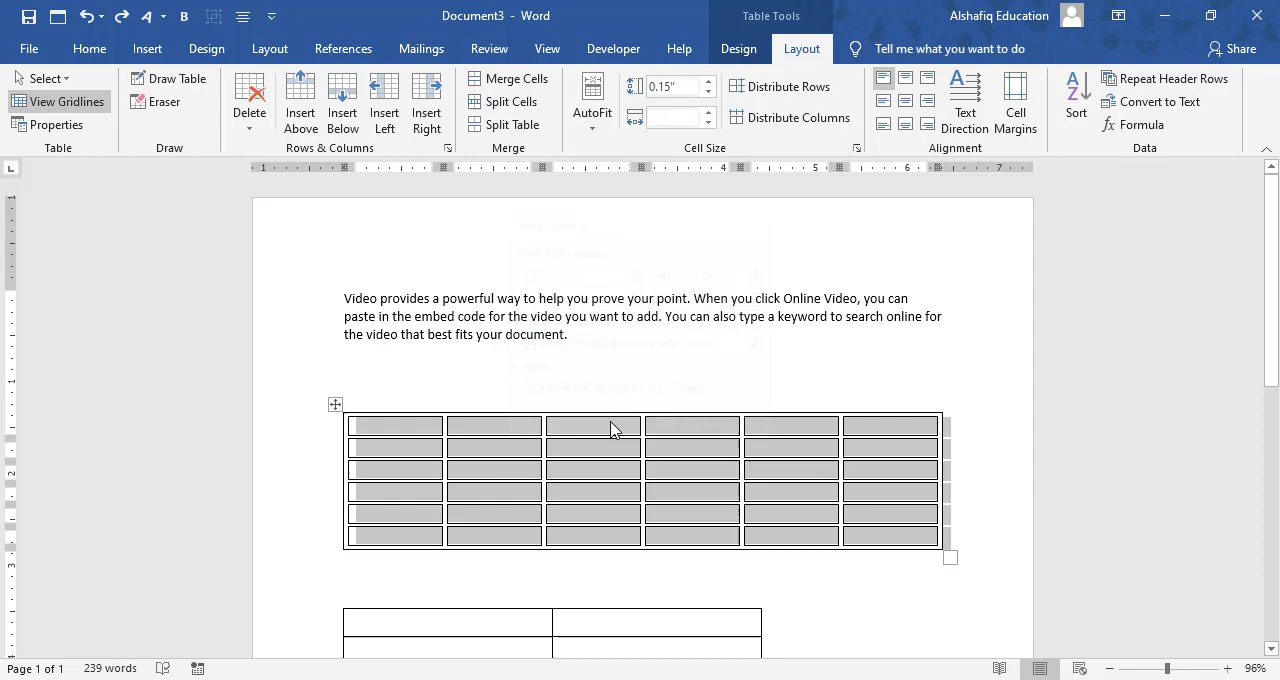 Document3 - Word
Table Tools
Alshafiq Education
File
Home
Insert
Design
Layout
References
Mailings
Review
View
Developer
Help
Design
Layout
Tell me what you want to do
Share
Select
View Gridlines
Properties
Table
Draw Table
Eraser
Draw
Delete
Insert Above
Insert Below
Insert Left
Insert Right
Rows & Columns
Merge Cells
Split Cells
Split Table
Merge
AutoFit
0.15"
Distribute Rows
Distribute Columns
Cell Size
Text Direction
Cell Margins
Alignment
Sort
Repeat Header Rows
Convert to Text
Formula
Data
1 4 5 6 7
Video provides a powerful way to help you prove your point. When you click Online Video, you can
paste in the embed code for the video you want to add. You can also type a keyword to search online for
the video that best fits your document.
Page 1 of 1
239 words
96%